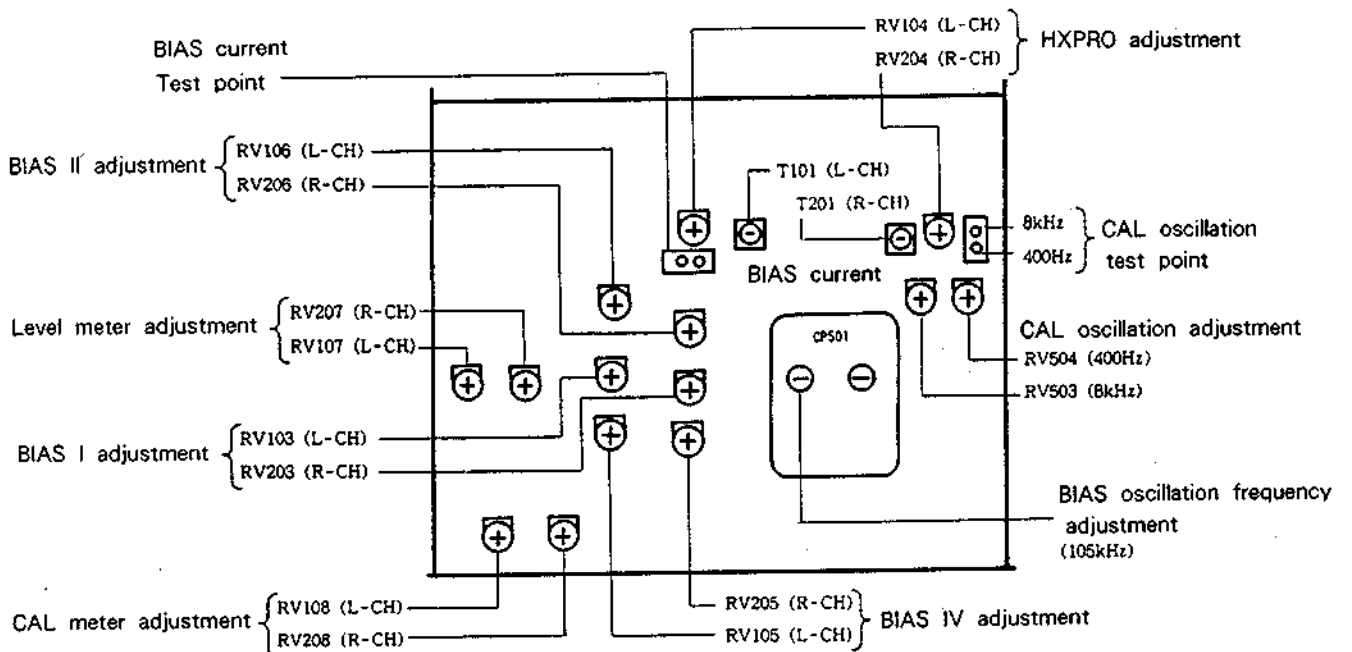 BIAS current
Test point
RV104 (L-CH)
RV204 (R-CH)
HXPRO adjustment
BIAS II adjustment
RV106 (L-CH)
RV206 (R-CH)
T101 (L-CH)
T201 (R-CH)
8kHz
400Hz
CAL oscillation
test point
BIAS current
Level meter adjustment
RV207 (R-CH)
RV107 (L-CH)
CP501
CAL oscillation adjustment
RV504 (400Hz)
RV503 (8kHz)
BIAS I adjustment
RV103 (L-CH)
RV203 (R-CH)
BIAS oscillation frequency
adjustment
(105kHz)
CAL meter adjustment
RV108 (L-CH)
RV208 (R-CH)
RV205 (R-CH)
RV105 (L-CH)
BIAS IV adjustment